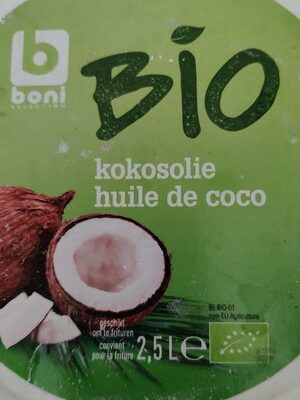 b
boni
SELECTION
BIO
kokosolie
huile de coco
geschikt
om te frituren
convient
pour la friture
2,5 L e
BE-BIO-01
non-EU Agriculture